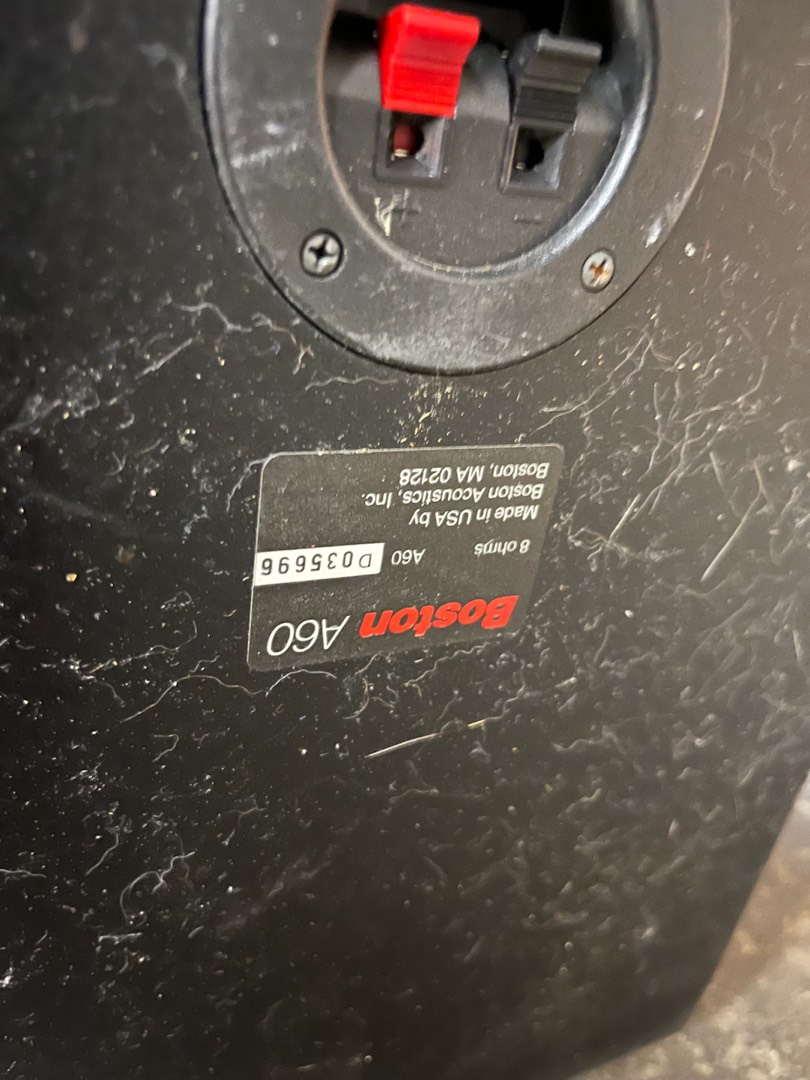 + −
Boston A60
8 ohms A60 D035696
Made in USA by
Boston Acoustics, Inc.
Boston, MA 02128